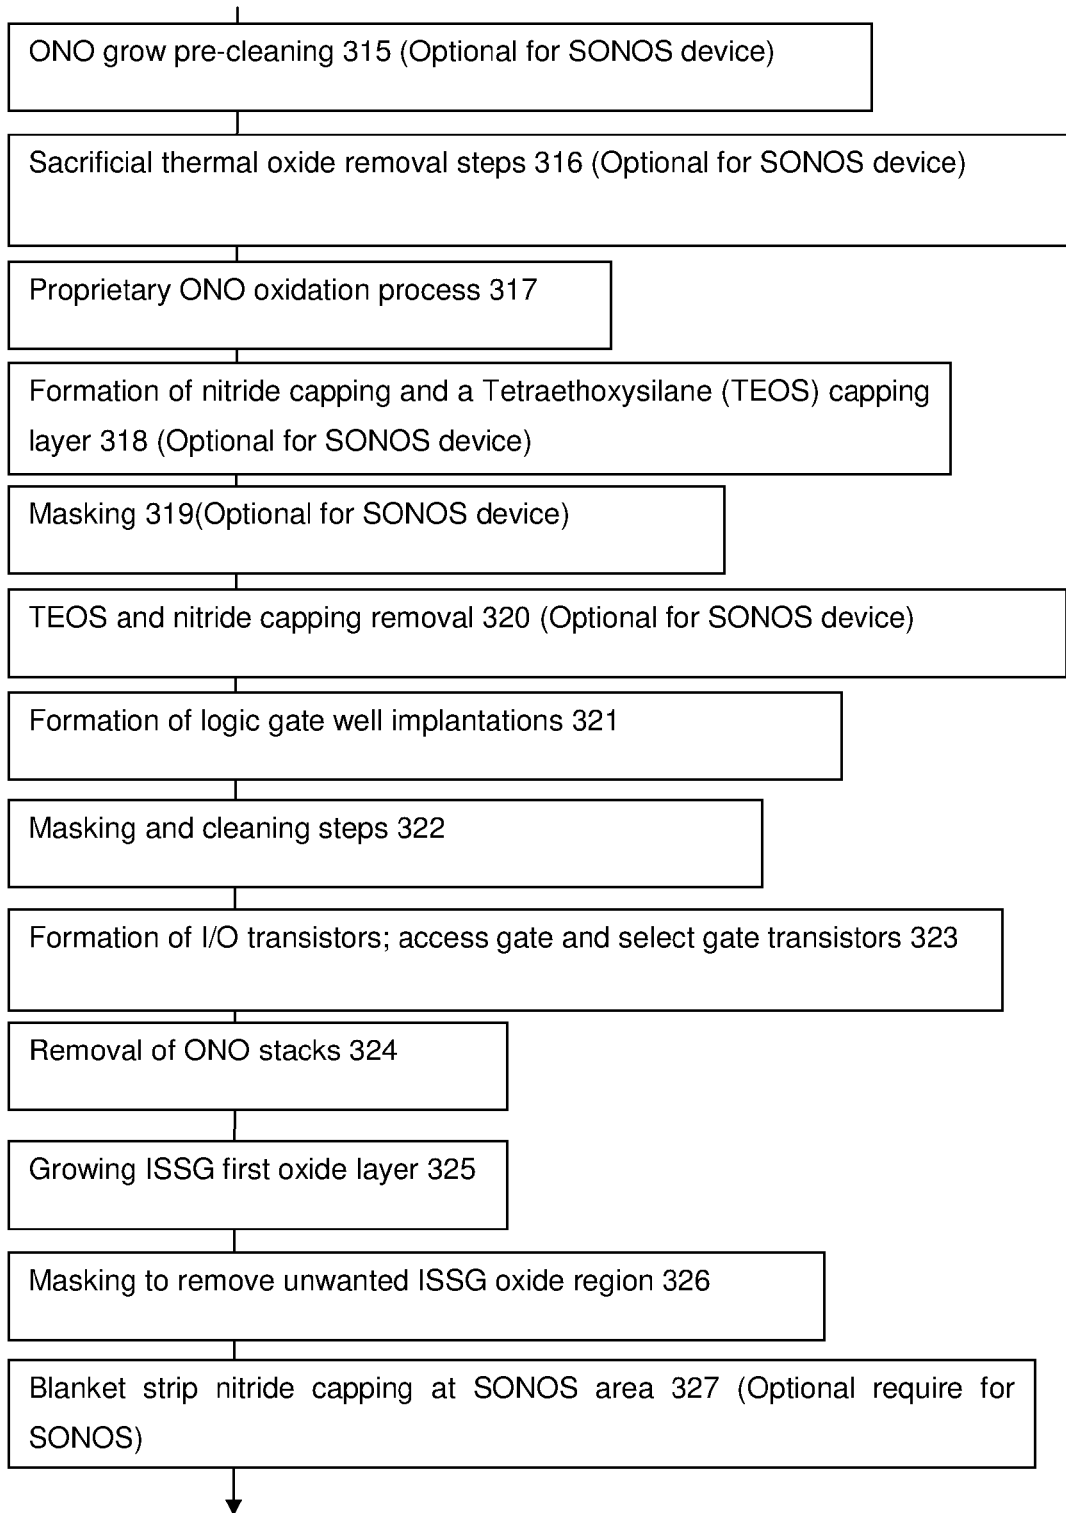 ONO grow pre-cleaning 315 (Optional for SONOS device)
Sacrificial thermal oxide removal steps 316 (Optional for SONOS device)
Proprietary ONO oxidation process 317
Formation of nitride capping and a Tetraethoxysilane (TEOS) capping
layer 318 (Optional for SONOS device)
Masking 319(Optional for SONOS device)
TEOS and nitride capping removal 320 (Optional for SONOS device)
Formation of logic gate well implantations 321
Masking and cleaning steps 322
Formation of I/O transistors; access gate and select gate transistors 323
Removal of ONO stacks 324
Growing ISSG first oxide layer 325
Masking to remove unwanted ISSG oxide region 326
Blanket strip nitride capping at SONOS area 327 (Optional require for
SONOS)